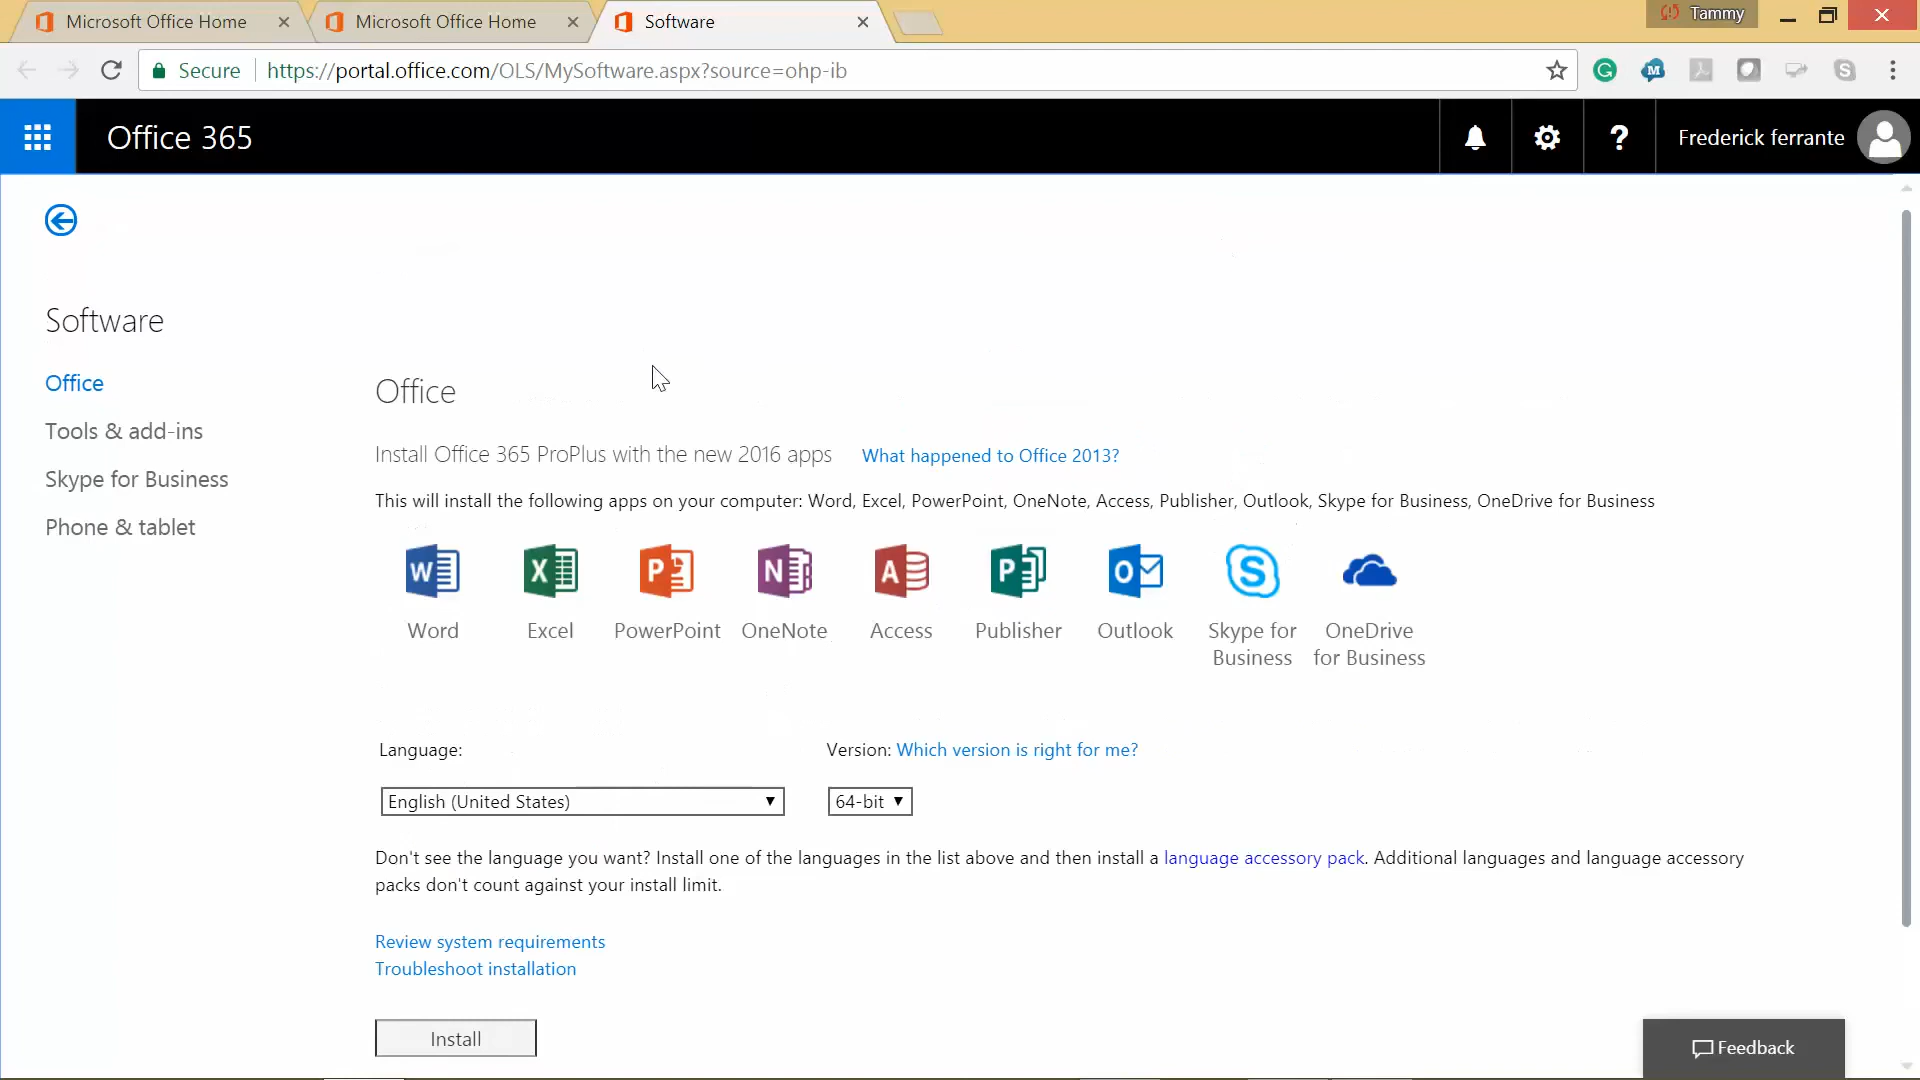 Microsoft Office Home
Microsoft Office Home
Software
Tammy
Secure
https://portal.office.com/OLS/MySoftware.aspx?source=ohp-ib
Office 365
Frederick ferrante
Software
Office
Tools & add-ins
Skype for Business
Phone & tablet
Office
Install Office 365 ProPlus with the new 2016 apps What happened to Office 2013?
This will install the following apps on your computer: Word, Excel, PowerPoint, OneNote, Access, Publisher, Outlook, Skype for Business, OneDrive for Business
Word
Excel
PowerPoint
OneNote
Access
Publisher
Outlook
Skype for
Business
OneDrive
for Business
Language:
Version: Which version is right for me?
English (United States)
64-bit
Don't see the language you want? Install one of the languages in the list above and then install a language accessory pack. Additional languages and language accessory
packs don't count against your install limit.
Review system requirements
Troubleshoot installation
Install
Feedback